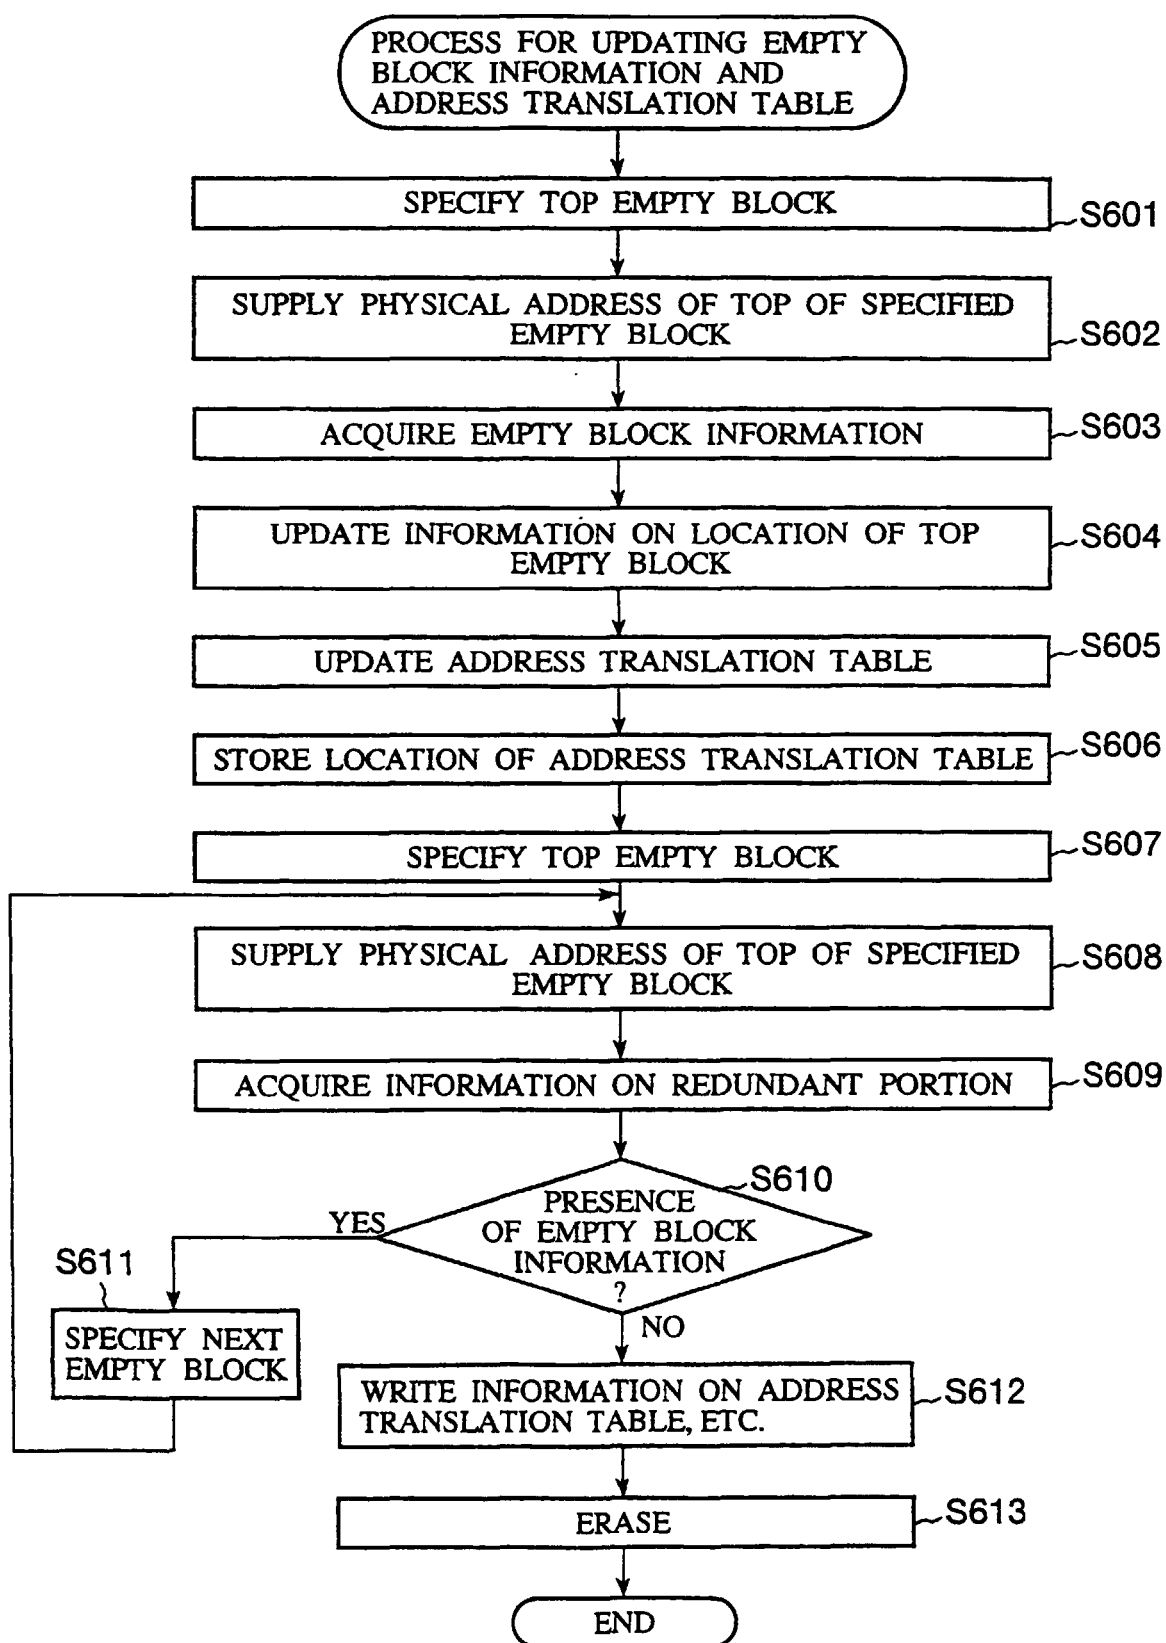 PROCESS FOR UPDATING EMPTY
BLOCK INFORMATION AND
ADDRESS TRANSLATION TABLE
SPECIFY TOP EMPTY BLOCK
S601
SUPPLY PHYSICAL ADDRESS OF TOP OF SPECIFIED
EMPTY BLOCK
S602
ACQUIRE EMPTY BLOCK INFORMATION
S603
UPDATE INFORMATION ON LOCATION OF TOP
EMPTY BLOCK
S604
UPDATE ADDRESS TRANSLATION TABLE
S605
STORE LOCATION OF ADDRESS TRANSLATION TABLE
S606
SPECIFY TOP EMPTY BLOCK
S607
SUPPLY PHYSICAL ADDRESS OF TOP OF SPECIFIED
EMPTY BLOCK
S608
ACQUIRE INFORMATION ON REDUNDANT PORTION
S609
S610
PRESENCE
OF EMPTY BLOCK
INFORMATION
?
YES
S611
SPECIFY NEXT
EMPTY BLOCK
NO
WRITE INFORMATION ON ADDRESS
TRANSLATION TABLE, ETC.
S612
ERASE
S613
END